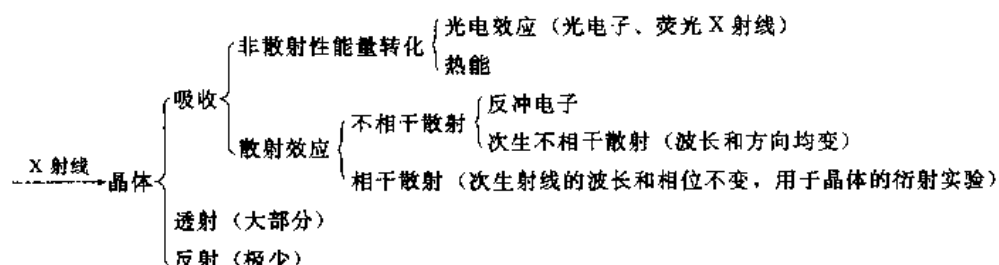 光电效应（光电子、荧光 X 射线）
非散射性能量转化
热能
吸收
反冲电子
不相干散射
次生不相干散射（波长和方向均变）
散射效应
X 射线
晶体
相干散射（次生射线的波长和相位不变，用于晶体的衍射实验）
透射（大部分）
反射（极少）